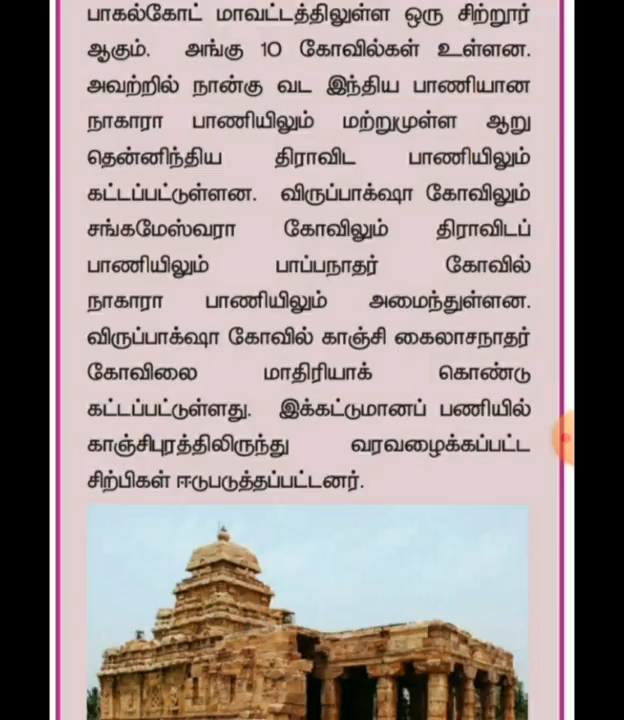 பாகல்கோட் மாவட்டத்திலுள்ள ஒரு சிற்றூர்
ஆகும். அங்கு 10 கோவில்கள் உள்ளன.
அவற்றில் நான்கு வட இந்திய பாணியான
நாகாரா பாணியிலும் மற்றுமுள்ள ஆறு
தென்னிந்திய திராவிட பாணியிலும்
கட்டப்பட்டுள்ளன. விருப்பாக்‌ஷா கோவிலும்
சங்கமேஸ்வரா கோவிலும் திராவிடப்
பாணியிலும் பாப்பநாதர் கோவில்
நாகாரா பாணியிலும் அமைந்துள்ளன.
விருப்பாக்‌ஷா கோவில் காஞ்சி கைலாசநாதர்
கோவிலை மாதிரியாக் கொண்டு
கட்டப்பட்டுள்ளது. இக்கட்டுமானப் பணியில்
காஞ்சிபுரத்திலிருந்து வரவழைக்கப்பட்ட
சிற்பிகள் ஈடுபடுத்தப்பட்டனர்.